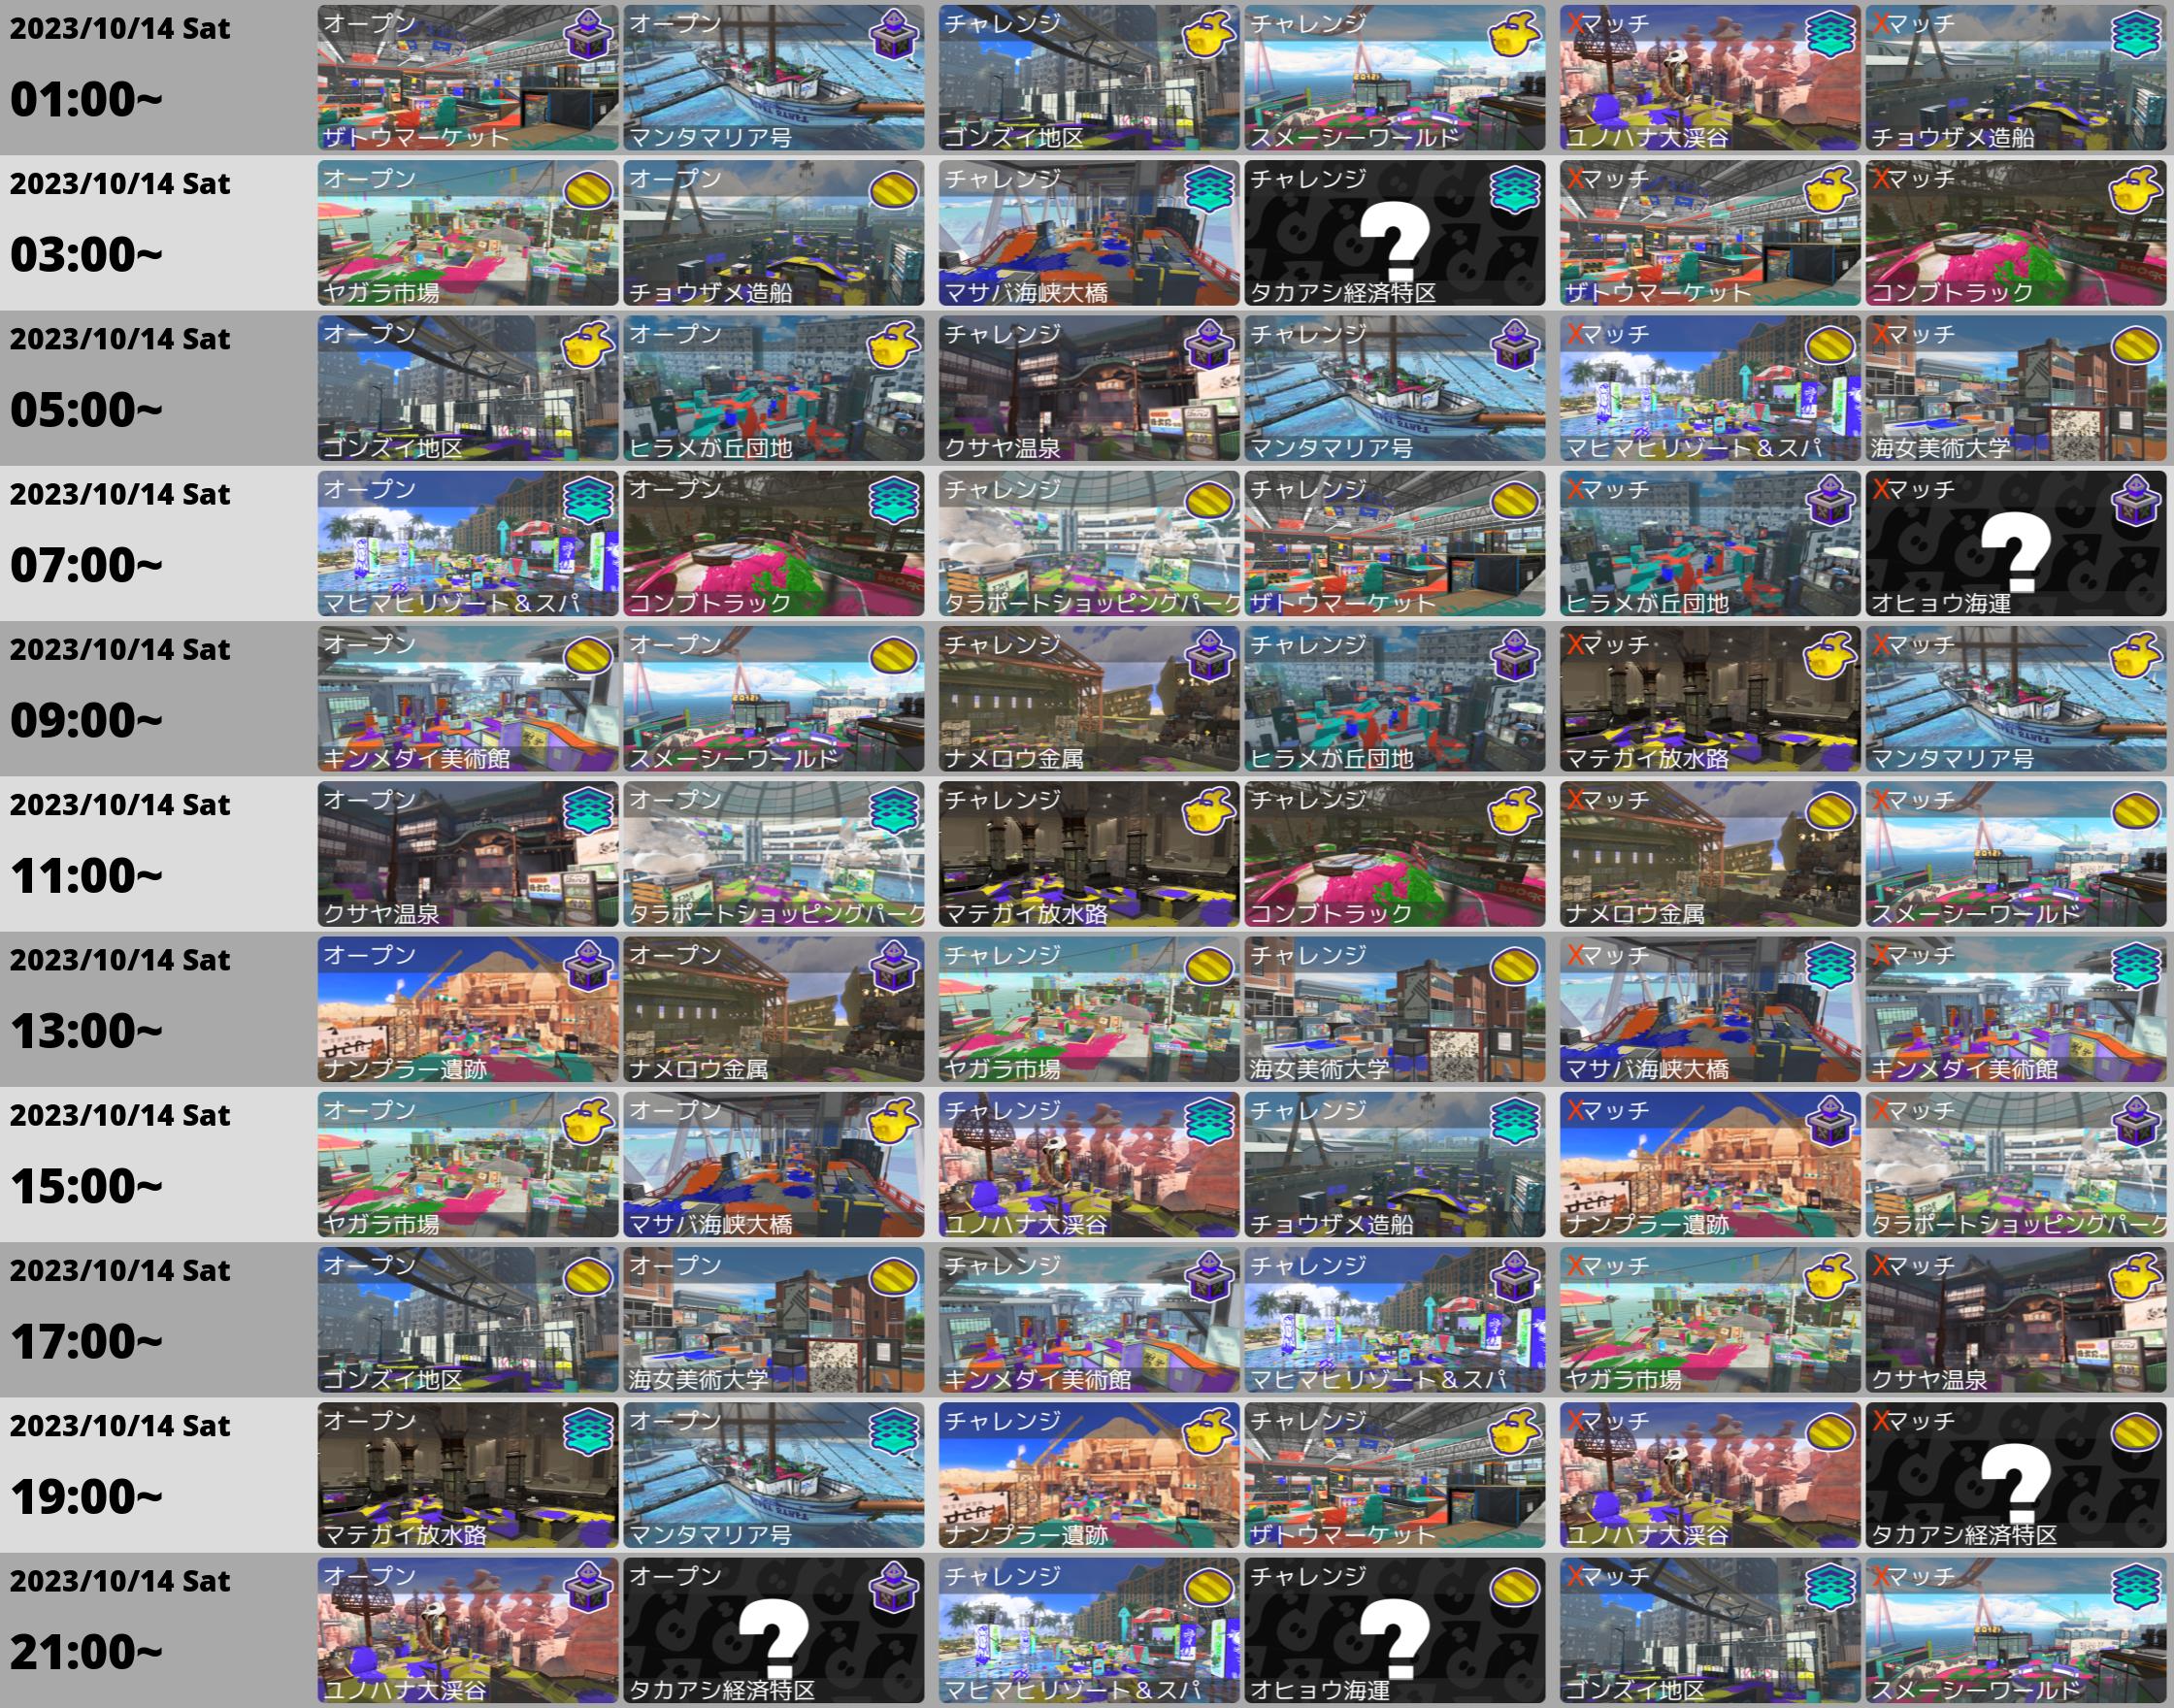 2023/10/14 Sat
01:00~
オープン
ザトウマーケット
オープン
マンタマリア号
チャレンジ
ゴンズイ地区
チャレンジ
スメーシーワールド
Xマッチ
ユノハナ大渓谷
Xマッチ
チョウザメ造船
2023/10/14 Sat
03:00~
オープン
ヤガラ市場
オープン
チョウザメ造船
チャレンジ
マサバ海峡大橋
チャレンジ
?
タカアシ経済特区
Xマッチ
ザトウマーケット
Xマッチ
コンブトラック
2023/10/14 Sat
05:00~
オープン
ゴンズイ地区
オープン
ヒラメが丘団地
チャレンジ
クサヤ温泉
チャレンジ
マンタマリア号
Xマッチ
マヒマヒリゾート＆スパ
Xマッチ
海女美術大学
2023/10/14 Sat
07:00~
オープン
マヒマヒリゾート＆スパ
オープン
コンブトラック
チャレンジ
タラポートショッピングパーク
チャレンジ
ザトウマーケット
Xマッチ
ヒラメが丘団地
Xマッチ
?
オヒョウ海運
2023/10/14 Sat
09:00~
オープン
キンメダイ美術館
オープン
スメーシーワールド
チャレンジ
ナメロウ金属
チャレンジ
ヒラメが丘団地
Xマッチ
マテガイ放水路
Xマッチ
マンタマリア号
2023/10/14 Sat
11:00~
オープン
クサヤ温泉
オープン
タラポートショッピングパーク
チャレンジ
マテガイ放水路
チャレンジ
コンブトラック
Xマッチ
ナメロウ金属
Xマッチ
スメーシーワールド
2023/10/14 Sat
13:00~
オープン
ナンプラー遺跡
オープン
ナメロウ金属
チャレンジ
ヤガラ市場
チャレンジ
海女美術大学
Xマッチ
マサバ海峡大橋
Xマッチ
キンメダイ美術館
2023/10/14 Sat
15:00~
オープン
ヤガラ市場
オープン
マサバ海峡大橋
チャレンジ
ユノハナ大渓谷
チャレンジ
チョウザメ造船
Xマッチ
ナンプラー遺跡
Xマッチ
タラポートショッピングパーク
2023/10/14 Sat
17:00~
オープン
ゴンズイ地区
オープン
海女美術大学
チャレンジ
キンメダイ美術館
チャレンジ
マヒマヒリゾート＆スパ
Xマッチ
ヤガラ市場
Xマッチ
クサヤ温泉
2023/10/14 Sat
19:00~
オープン
マテガイ放水路
オープン
マンタマリア号
チャレンジ
ナンプラー遺跡
チャレンジ
ザトウマーケット
Xマッチ
ユノハナ大渓谷
Xマッチ
?
タカアシ経済特区
2023/10/14 Sat
21:00~
オープン
ユノハナ大渓谷
オープン
?
タカアシ経済特区
チャレンジ
マヒマヒリゾート＆スパ
チャレンジ
?
オヒョウ海運
Xマッチ
ゴンズイ地区
Xマッチ
スメーシーワールド